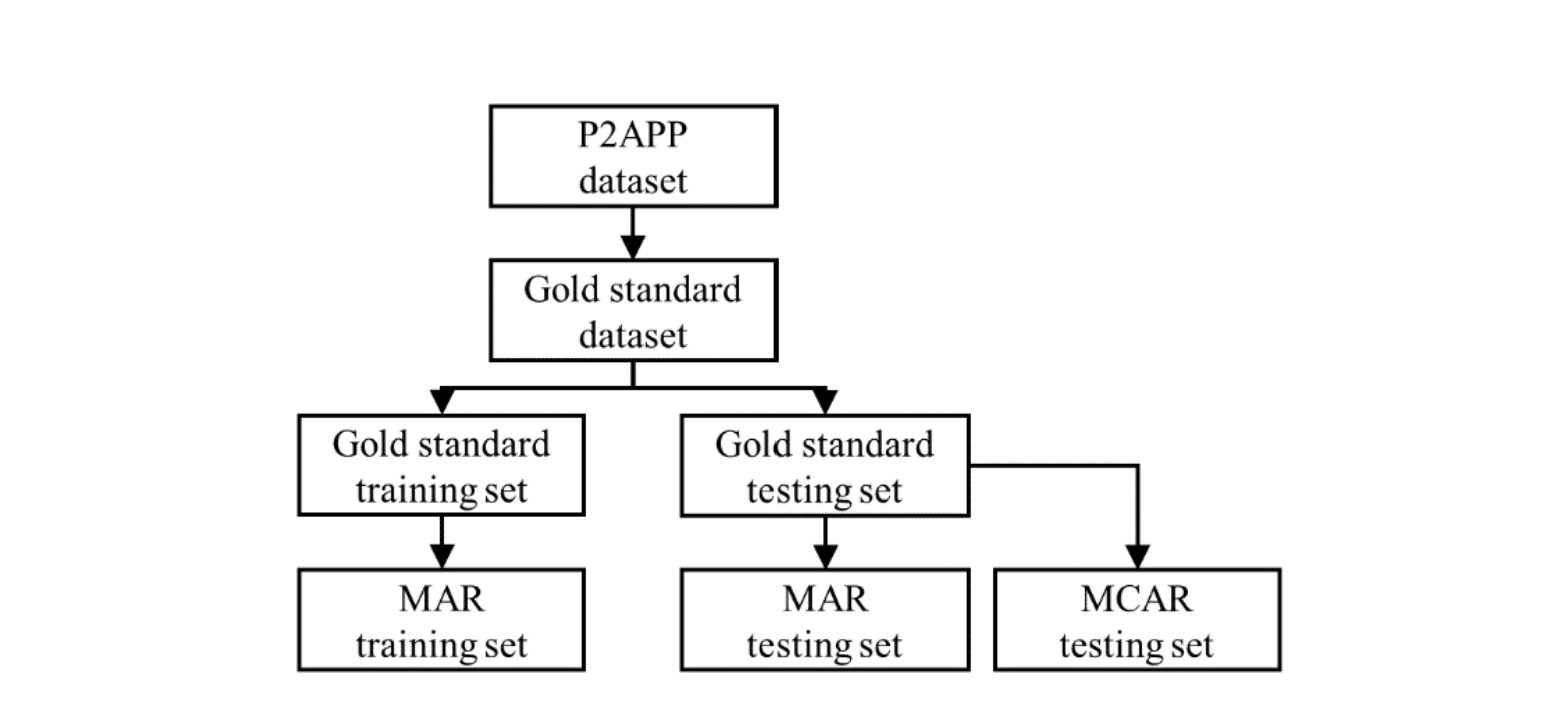 P2APP
dataset
Gold standard
dataset
Gold standard
training set
Gold standard
testing set
MAR
training set
MAR
testing set
MCAR
testing set